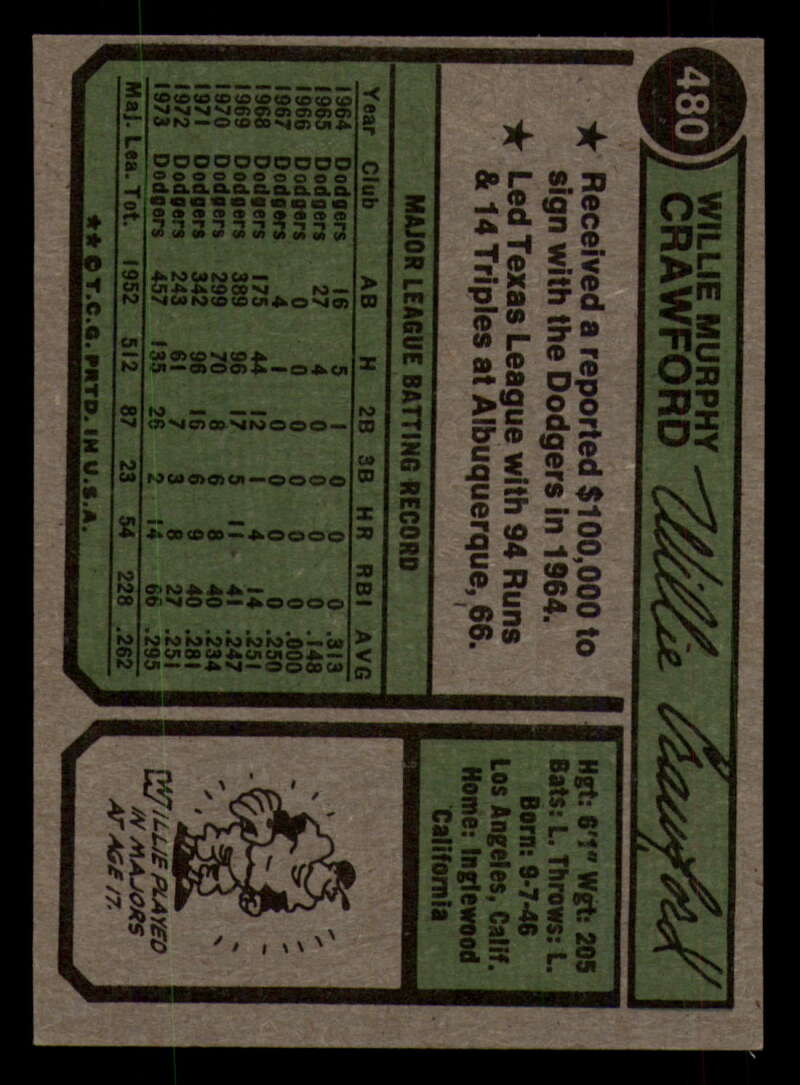 480
WILLIE MURPHY
CRAWFORD
Willie Crawford
★ Received a reported $100,000 to
sign with the Dodgers in 1964.
★ Led Texas League with 94 Runs
& 14 Triples at Albuquerque, '66.
MAJOR LEAGUE BATTING RECORD
Year Club AB H 2B 3B HR RBI AVG
1964 Dodgers 16 5 1 0 0 0 .313
1965 Dodgers 27 4 0 0 0 0 .148
1966 Dodgers 0 0 0 0 0 0 .000
1967 Dodgers 4 1 0 0 0 0 .250
1968 Dodgers 175 44 12 1 4 14 .251
1969 Dodgers 389 96 17 5 11 41 .247
1970 Dodgers 299 70 8 6 8 40 .234
1971 Dodgers 342 96 16 6 9 40 .281
1972 Dodgers 243 61 7 3 8 27 .251
1973 Dodgers 457 135 26 2 14 66 .295
Maj. Lea. Tot. 1952 512 87 23 54 228 .262
★★ © T.C.G. PRTD. IN U.S.A.
Hgt: 6'1" Wgt: 205
Bats: L. Throws: L.
Born: 9-7-46
Los Angeles, Calif.
Home: Inglewood
California
WILLIE PLAYED
IN MAJORS
AT AGE 17.